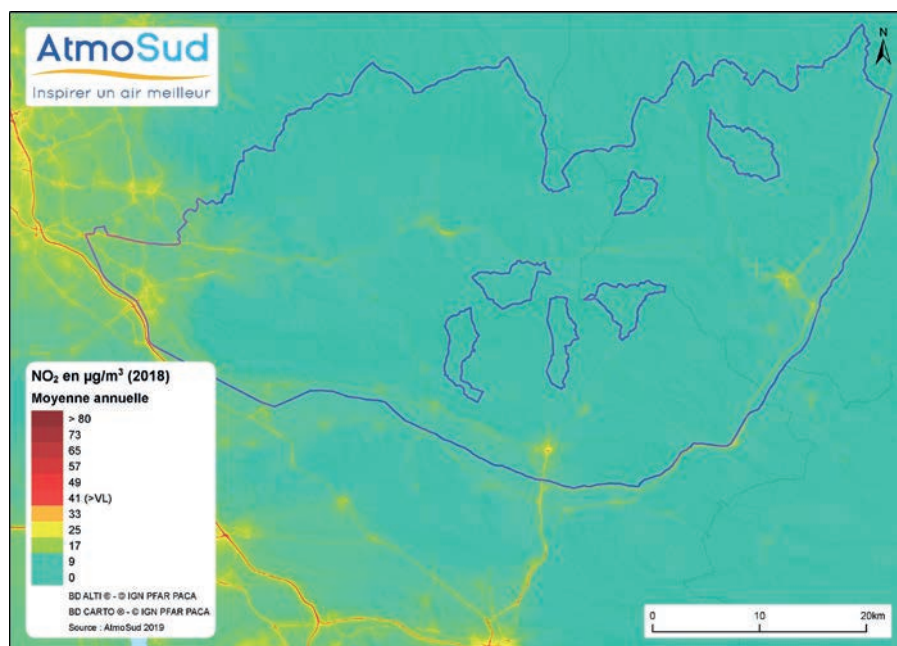 AtmoSud
Inspirer un air meilleur
N
NO₂ en µg/m³ (2018)
Moyenne annuelle
> 80
73
65
57
49
41 (>VL)
33
25
17
9
0
BD ALTI ® - © IGN PFAR PACA
BD CARTO ® - © IGN PFAR PACA
Source : AtmoSud 2019
0 10 20km